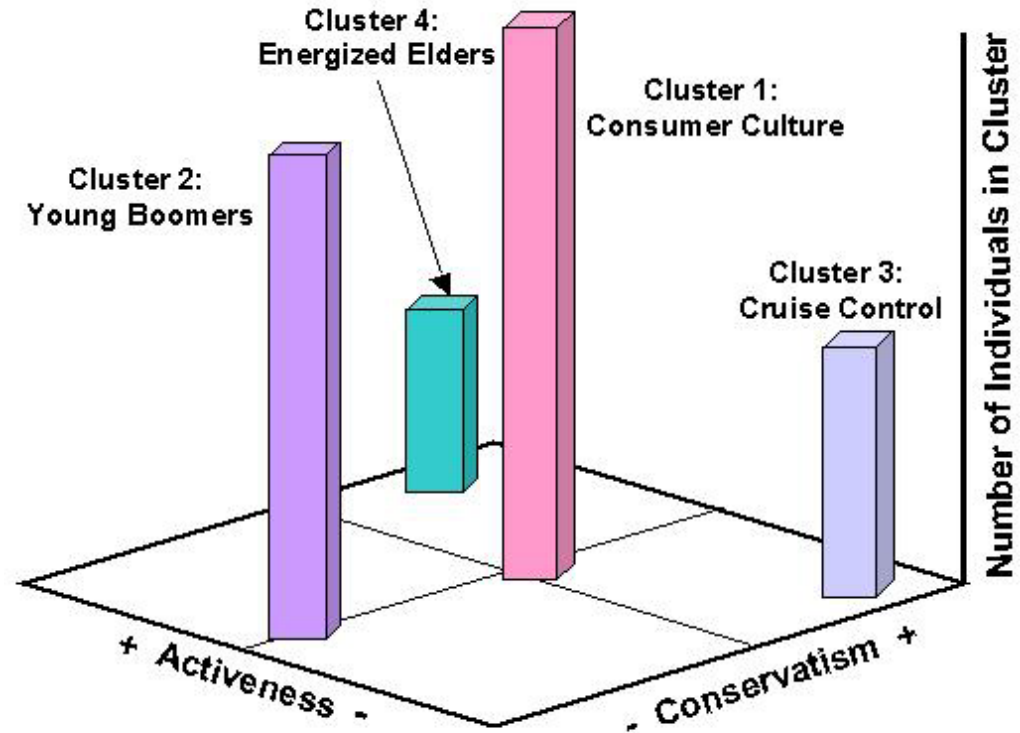 Cluster 4:
Energized Elders
Cluster 1:
Consumer Culture
Cluster 2:
Young Boomers
Cluster 3:
Cruise Control
Number of Individuals in Cluster
+ Activeness -
- Conservatism +